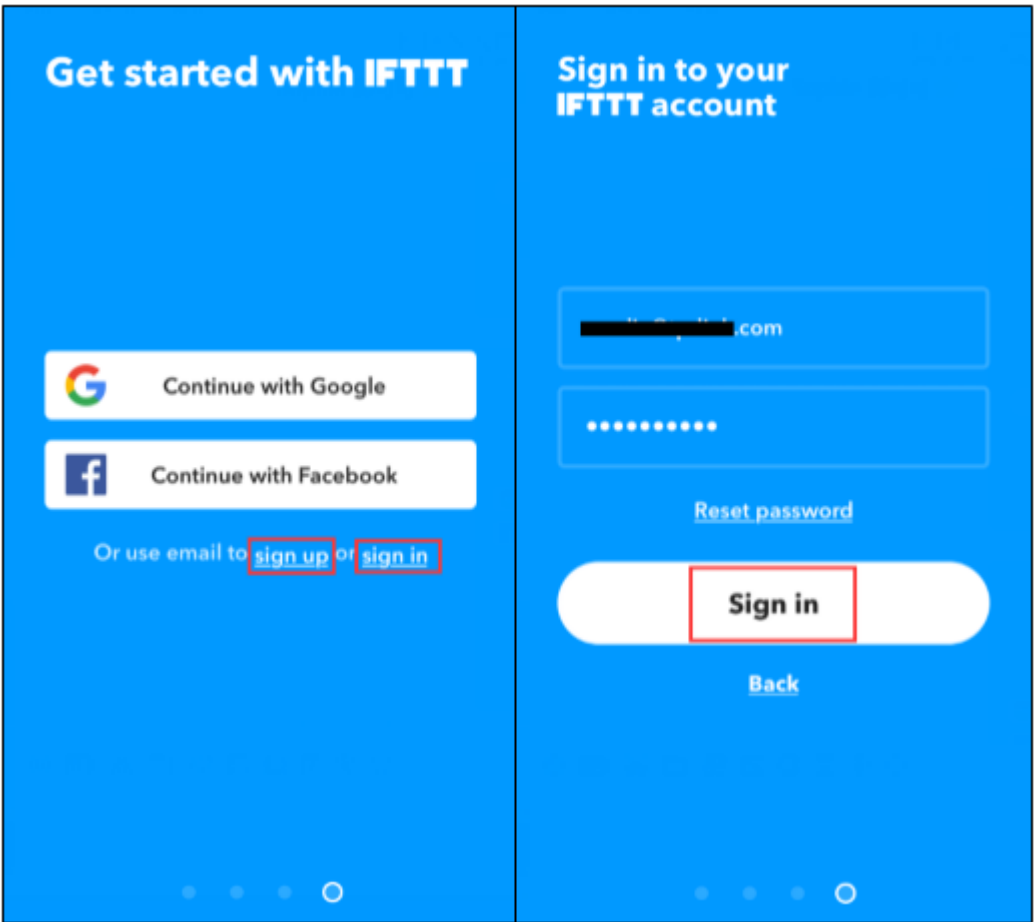 Get started with IFTTT
Continue with Google
Continue with Facebook
Or use email to sign up or sign in
Sign in to your
IFTTT account
.com
••••••••••
Reset password
Sign in
Back